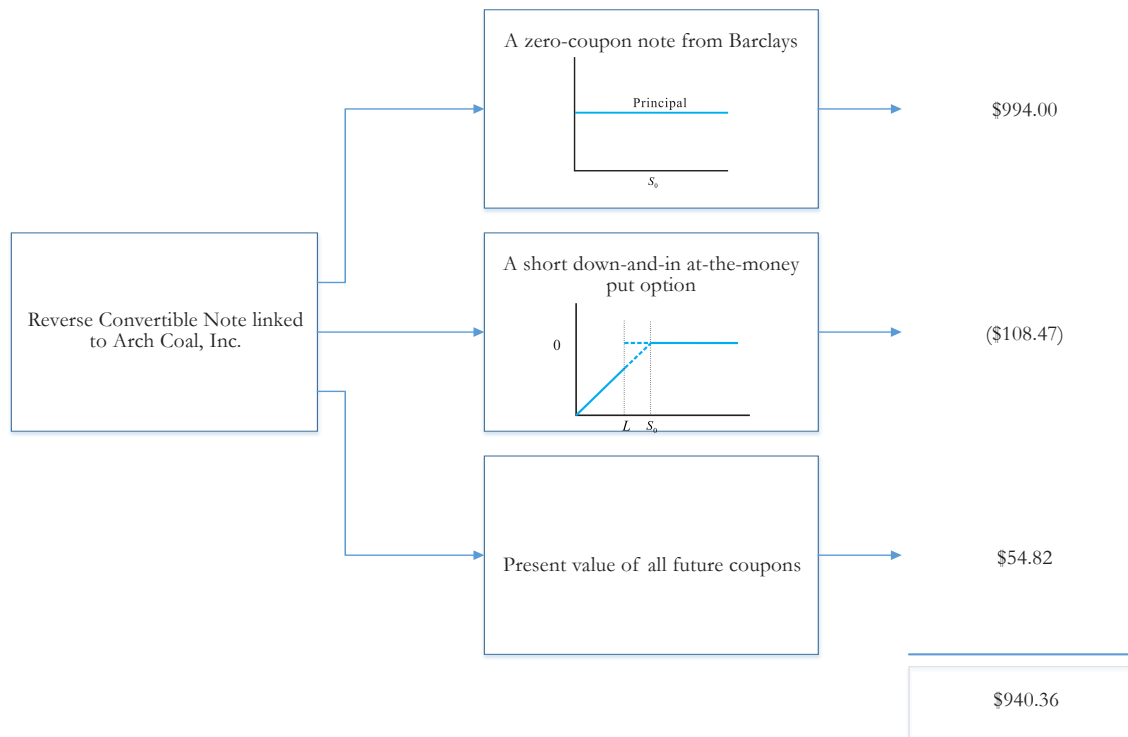 A zero-coupon note from Barclays
Principal
S₀
$994.00
Reverse Convertible Note linked
to Arch Coal, Inc.
A short down-and-in at-the-money
put option
0
L S₀
($108.47)
Present value of all future coupons
$54.82
$940.36